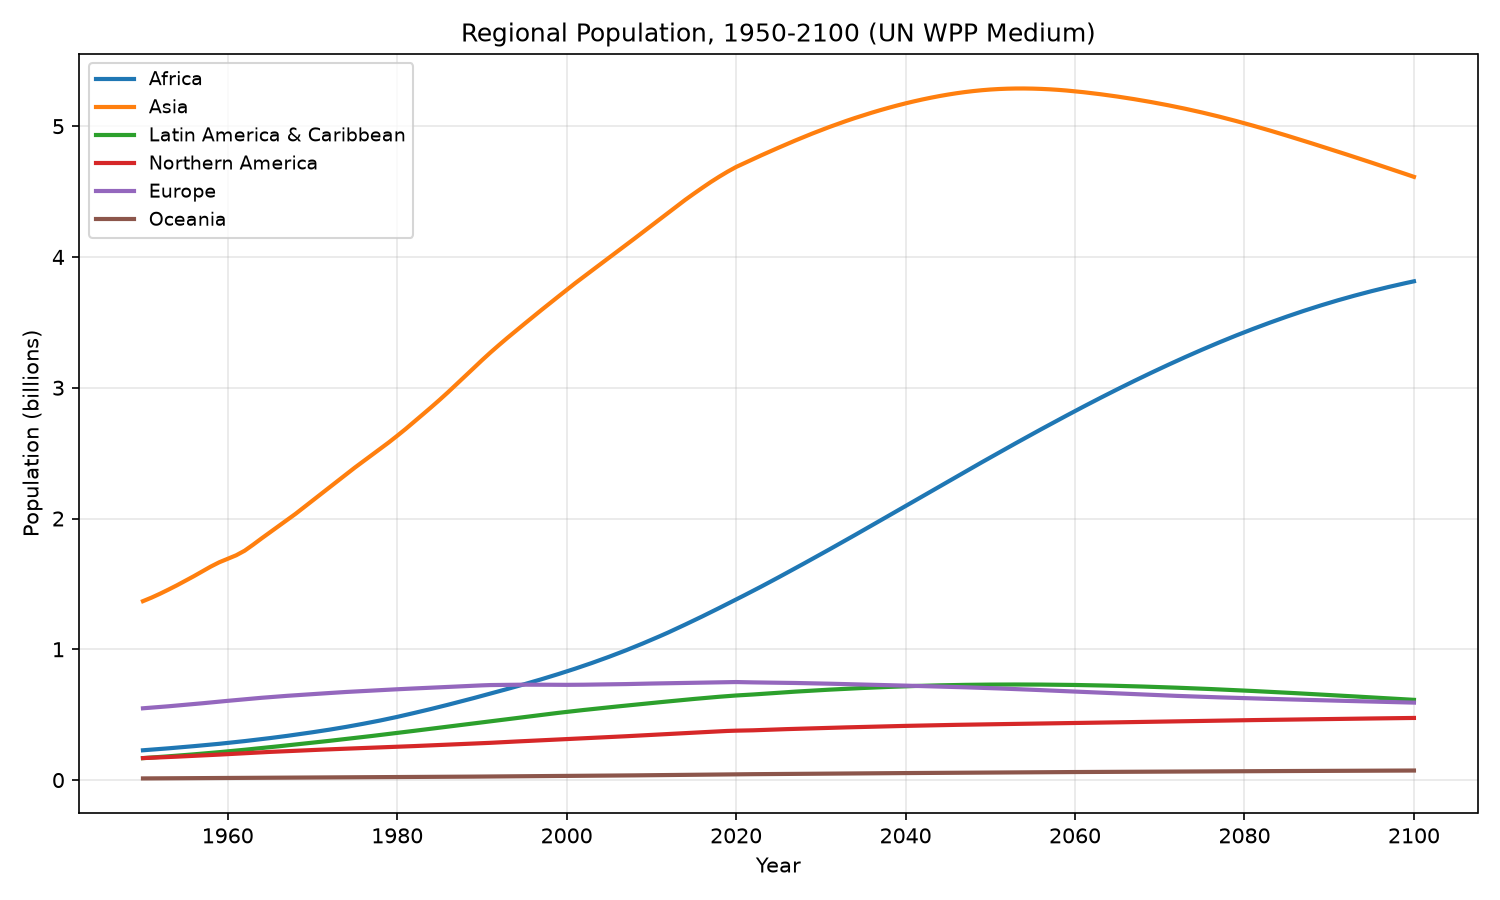 Regional Population, 1950-2100 (UN WPP Medium)
Africa
Asia
Latin America & Caribbean
Northern America
Europe
Oceania
Population (billions)
5
4
3
2
1
0
1960 1980 2000 2020 2040 2060 2080 2100
Year